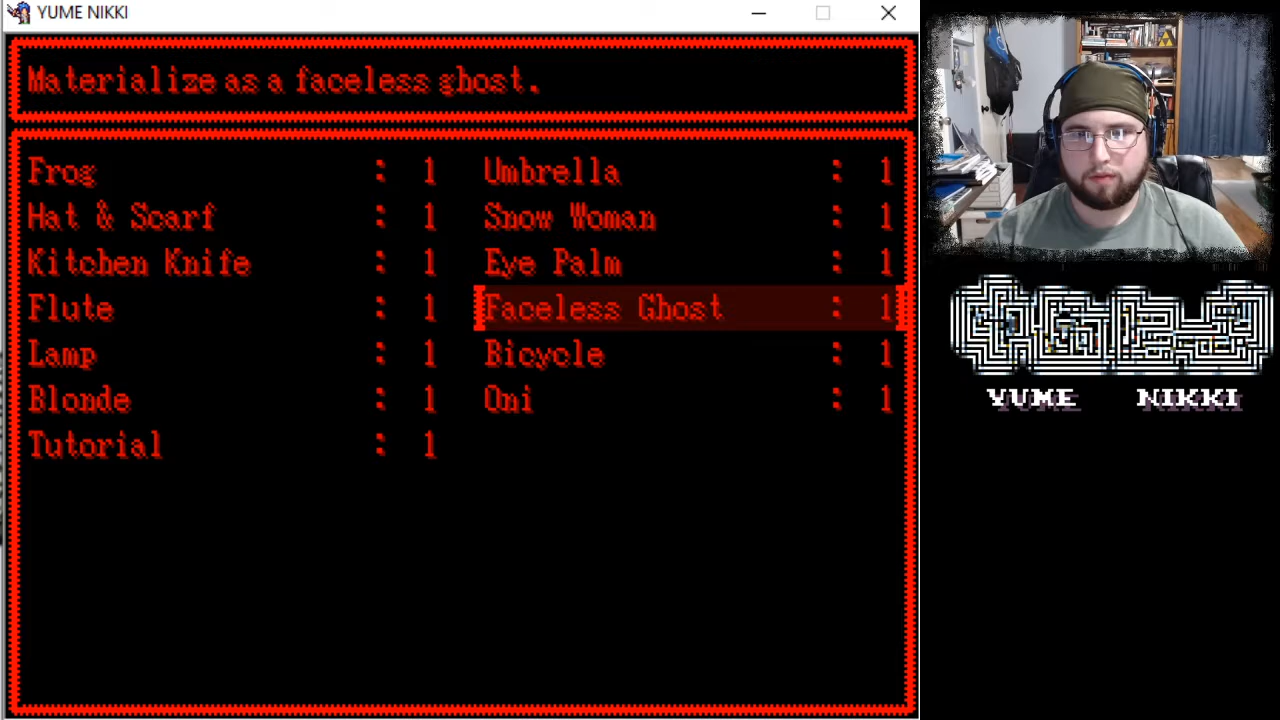 YUME NIKKI
Materialize as a faceless ghost.
Frog : 1 Umbrella : 1
Hat & Scarf : 1 Snow Woman : 1
Kitchen Knife : 1 Eye Palm : 1
Flute : 1 Faceless Ghost : 1
Lamp : 1 Bicycle : 1
Blonde : 1 Oni : 1
Tutorial : 1
YUME NIKKI